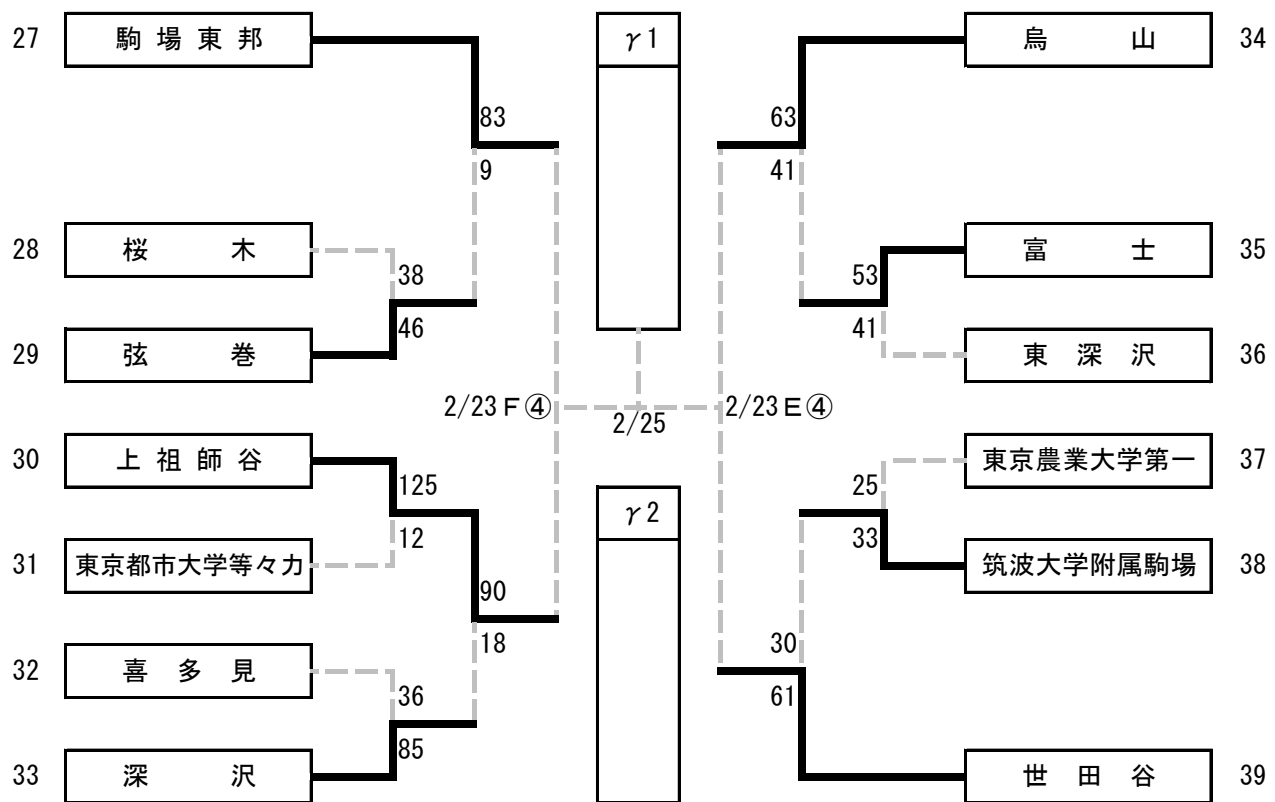 27 駒場東邦 γ1 烏山 34
83 63
9 41
28 桜木 富士 35
38 53
46 41
29 弦巻 東深沢 36
2/23F④ 2/25 2/23E④
30 上祖師谷 東京農業大学第一 37
125 γ2 25
12 33
31 東京都市大学等々力 筑波大学附属駒場 38
90
18 30
32 喜多見 61
36
85
33 深沢 世田谷 39